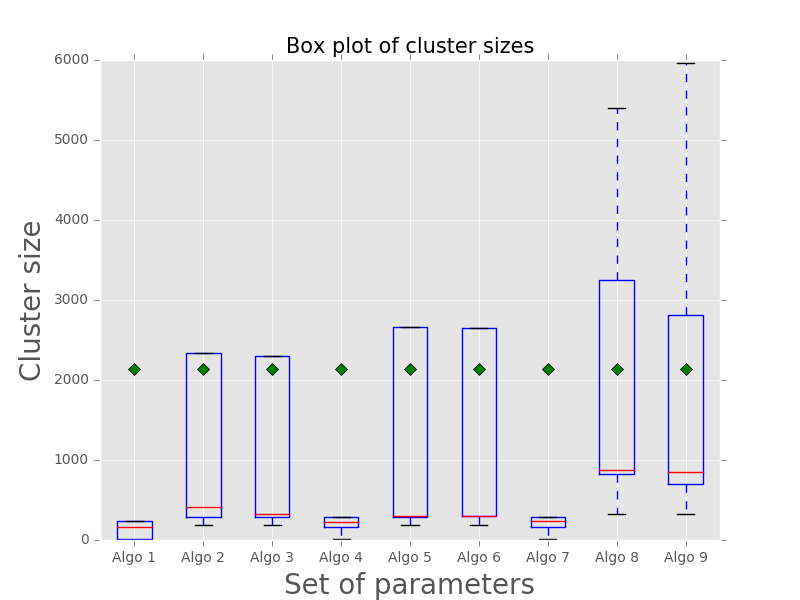 Box plot of cluster sizes
6000
5000
4000
3000
2000
1000
0
Cluster size
Algo 1 Algo 2 Algo 3 Algo 4 Algo 5 Algo 6 Algo 7 Algo 8 Algo 9
Set of parameters